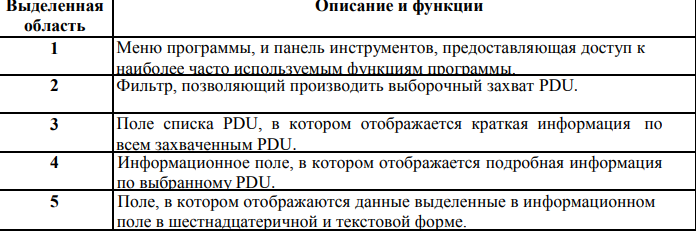 Выделенная область
Описание и функции
1
Меню программы, и панель инструментов, предоставляющая доступ к
наиболее часто используемым функциям программы.
2
Фильтр, позволяющий производить выборочный захват PDU.
3
Поле списка PDU, в котором отображается краткая информация по
всем захваченным PDU.
4
Информационное поле, в котором отображается подробная информация
по выбранному PDU.
5
Поле, в котором отображаются данные выделенные в информационном
поле в шестнадцатеричной и текстовой форме.